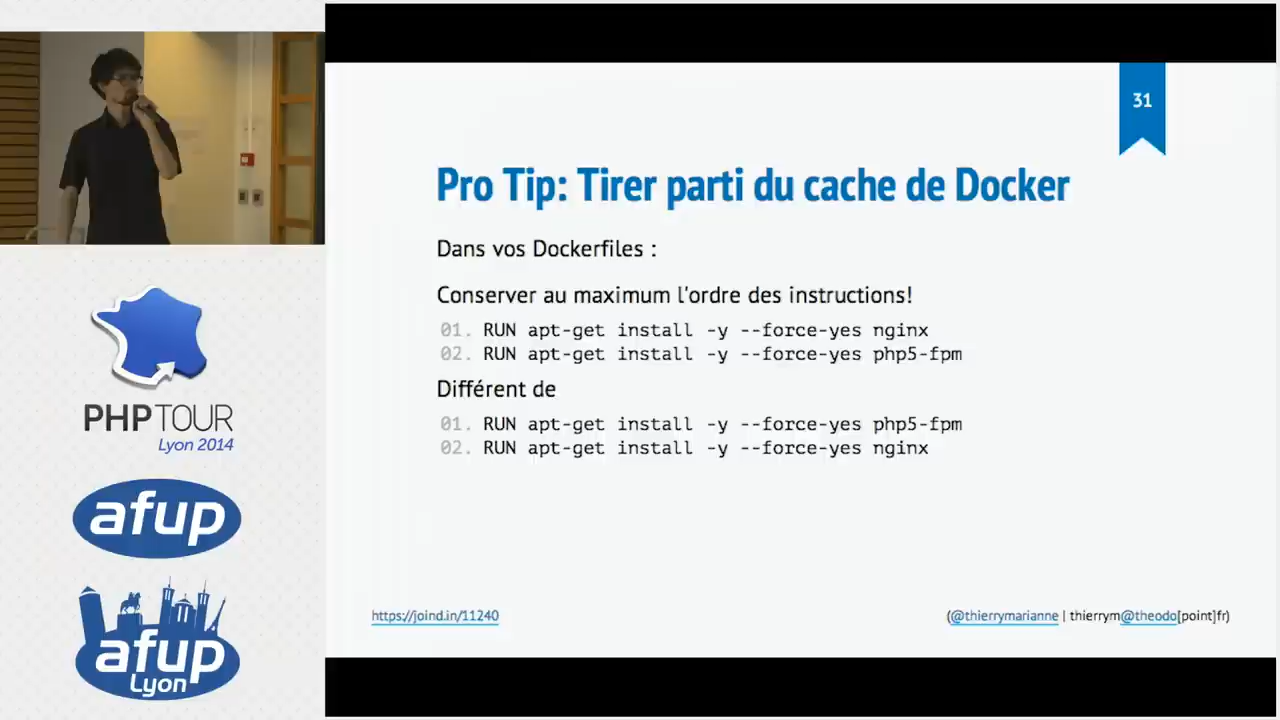 31
Pro Tip: Tirer parti du cache de Docker
Dans vos Dockerfiles :
Conserver au maximum l'ordre des instructions!
01. RUN apt-get install -y --force-yes nginx
02. RUN apt-get install -y --force-yes php5-fpm
Différent de
01. RUN apt-get install -y --force-yes php5-fpm
02. RUN apt-get install -y --force-yes nginx
https://joind.in/11240
(@thierrymarianne | thierrym@theodo[point]fr)
PHPTOUR
Lyon 2014
afup
afup
Lyon